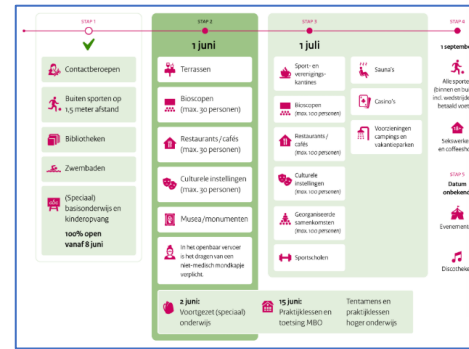 STAP 1
Contactberoepen
Buiten sporten op
1,5 meter afstand
Bibliotheken
Zwembaden
(Speciaal)
basisonderwijs en
kinderopvang
100% open
vanaf 8 juni
STAP 2
1 juni
Terrassen
Bioscopen
(max. 30 personen)
Restaurants/cafés
(max. 30 personen)
Culturele instellingen
(max. 30 personen)
Musea/monumenten
In het openbaar vervoer
is het dragen van een
niet-medisch mondkapje
verplicht.
STAP 3
1 juli
Sport- en
verenigings-
kantines
Bioscopen
(max. 100 personen)
Restaurants/
cafés
(max. 100 personen)
Culturele
instellingen
(max. 100 personen)
Georganiseerde
samenkomsten
(max. 100 personen)
Sportscholen
Sauna's
Casino's
Voorzieningen
campings en
vakantieparken
2 juni:
Voortgezet (speciaal)
onderwijs
15 juni:
Praktijklessen en
toetsing MBO
Tentamens en
praktijklessen
hoger onderwijs
STAP 4
1 september
Alle sporte
(binnen en bui
incl. wedstrijde
betaald voet
Sekswerke
en coffeesho
STAP 5
Datum
onbekend
Evenement
Discotheke